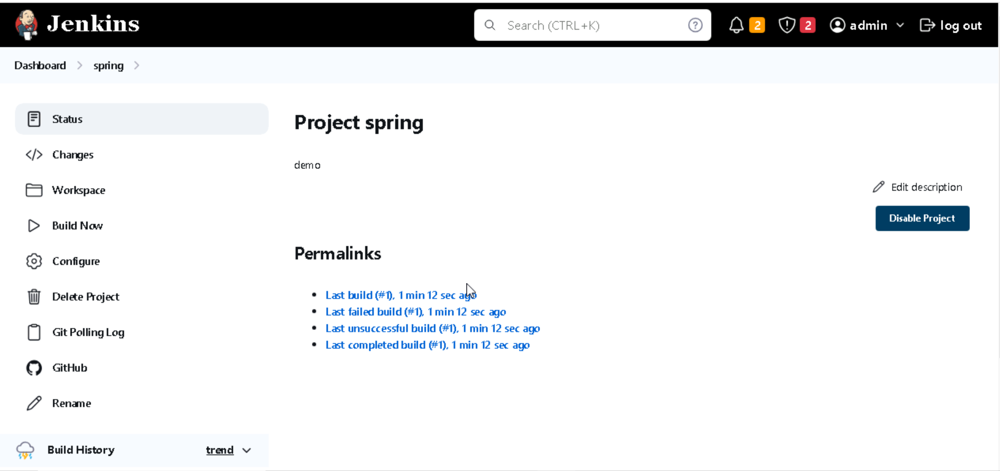 Jenkins
Search (CTRL+K)
2
2
admin
log out
Dashboard
spring
Status
Changes
Workspace
Build Now
Configure
Delete Project
Git Polling Log
GitHub
Rename
Build History
trend
Project spring
demo
Edit description
Disable Project
Permalinks
Last build (#1), 1 min 12 sec ago
Last failed build (#1), 1 min 12 sec ago
Last unsuccessful build (#1), 1 min 12 sec ago
Last completed build (#1), 1 min 12 sec ago